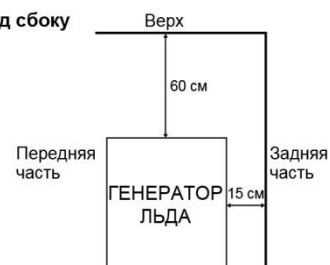 д сбоку
Верх
60 см
Передняя
часть
ГЕНЕРАТОР
ЛЬДА
15 см
Задняя
часть